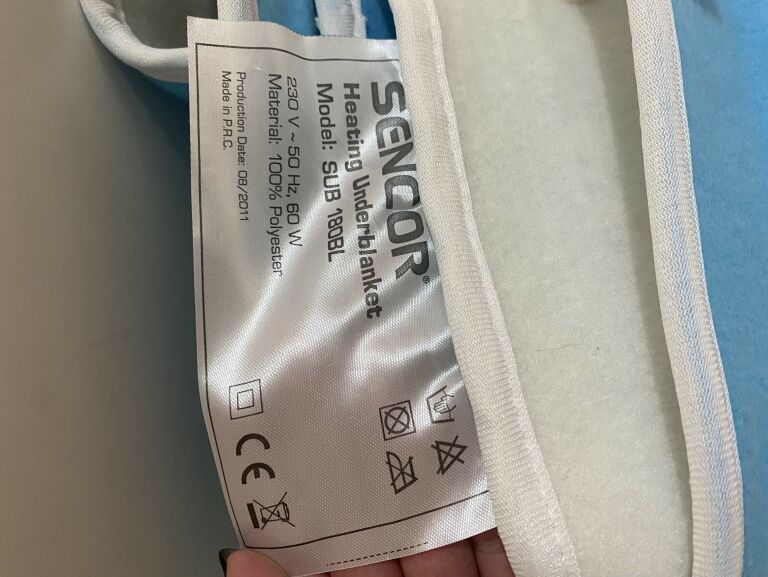 SENCOR®
Heating Underblanket
Model: SUB 180BL
230 V ~ 50 Hz, 60 W
Material: 100% Polyester
Production Date: 08/2011
Made in P.R.C.
CE